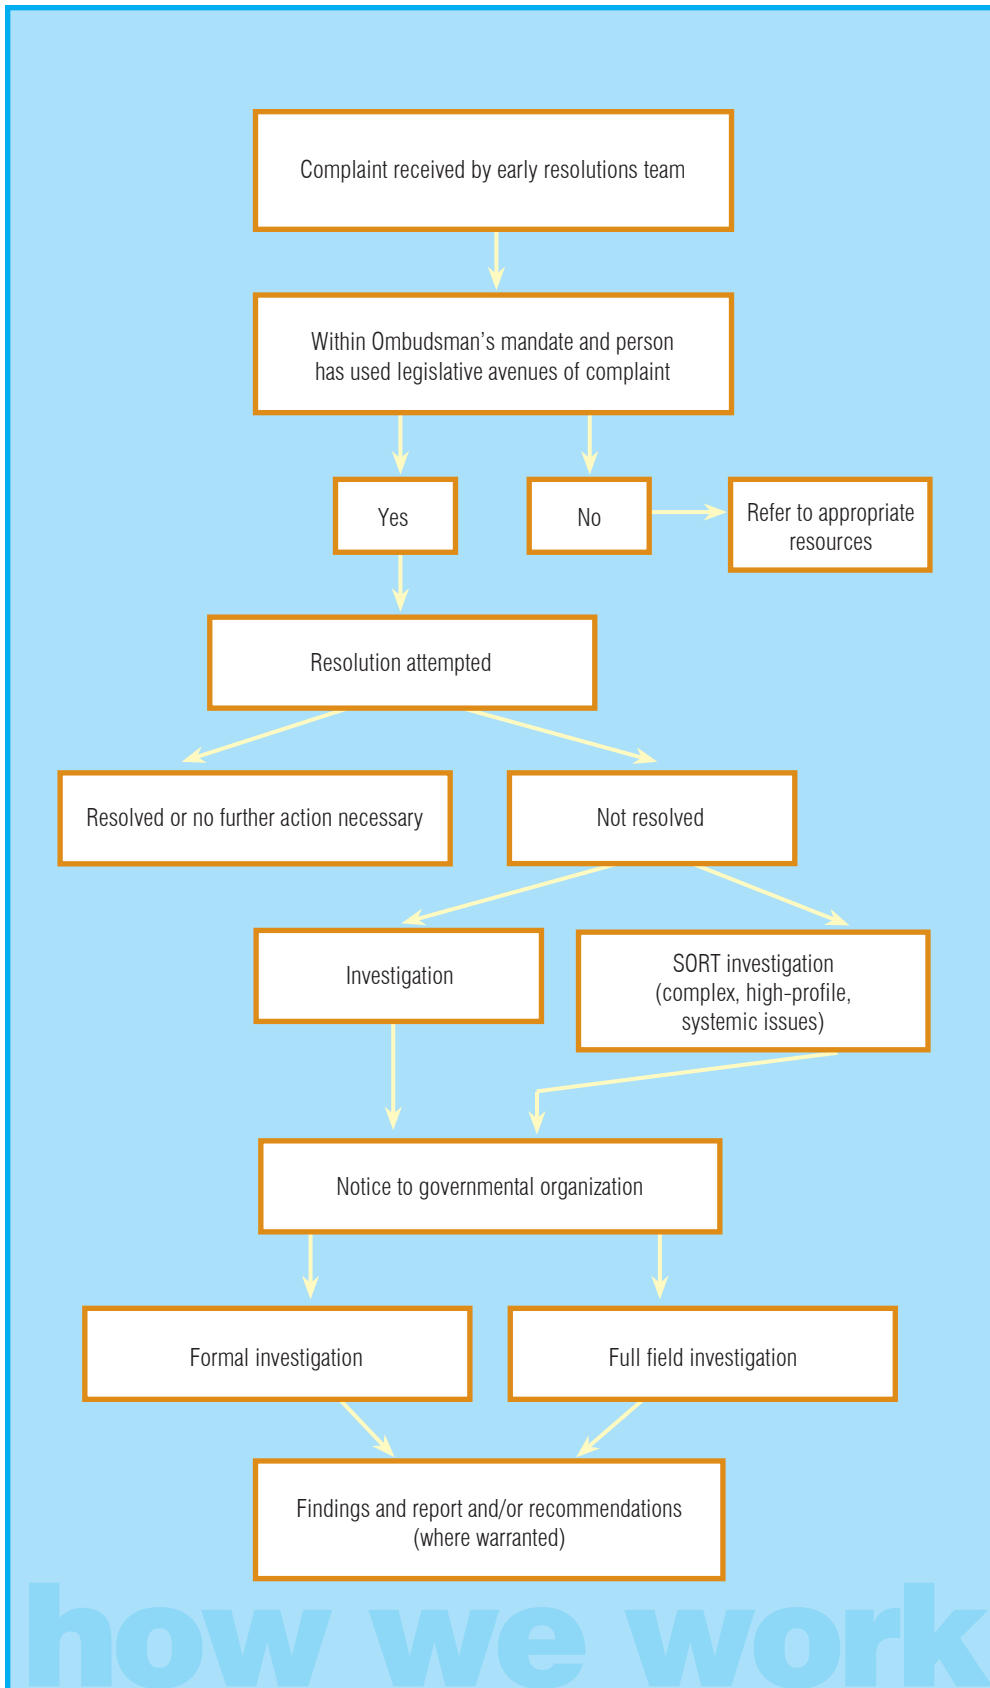 Complaint received by early resolutions team
Within Ombudsman’s mandate and person
has used legislative avenues of complaint
Yes
No
Refer to appropriate
resources
Resolution attempted
Resolved or no further action necessary
Not resolved
Investigation
SORT investigation
(complex, high-profile,
systemic issues)
Notice to governmental organization
Formal investigation
Full field investigation
Findings and report and/or recommendations
(where warranted)
how we work